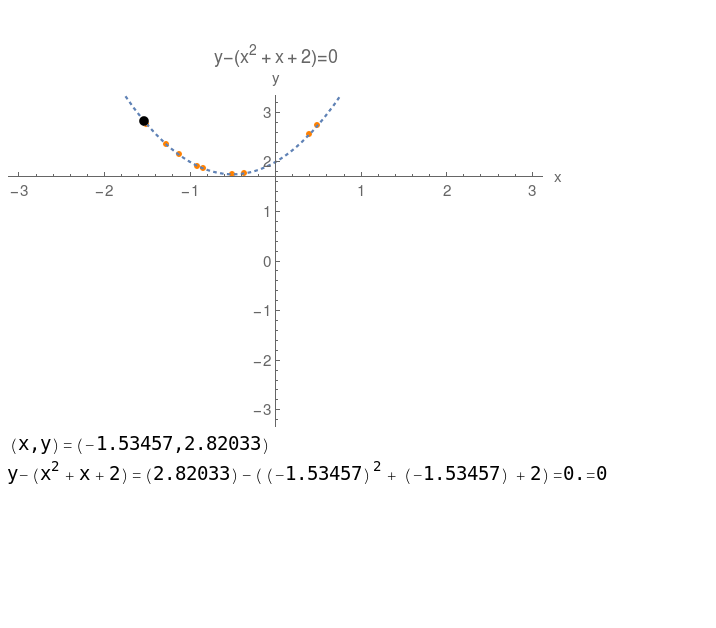 y−(x² + x + 2)=0
y
3
2
−3 −2 −1 1 2 3 x
1
0
−1
−2
−3
(x,y) = (−1.53457,2.82033)
y− (x² + x + 2) = (2.82033) − ( (−1.53457)² + (−1.53457) + 2) =0.=0